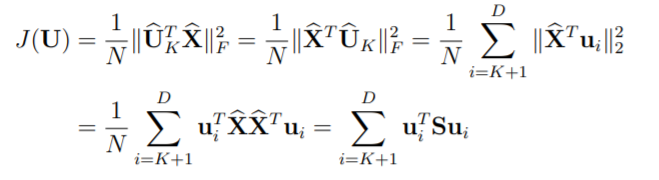 J(𝐔) = 1/N ‖𝐔̂_K^T 𝐗̂‖_F^2 = 1/N ‖𝐗̂^T 𝐔̂_K‖_F^2 = 1/N ∑_{i=K+1}^{D} ‖𝐗̂^T 𝐮_i‖_2^2
= 1/N ∑_{i=K+1}^{D} 𝐮_i^T 𝐗̂𝐗̂^T 𝐮_i = ∑_{i=K+1}^{D} 𝐮_i^T 𝐒𝐮_i